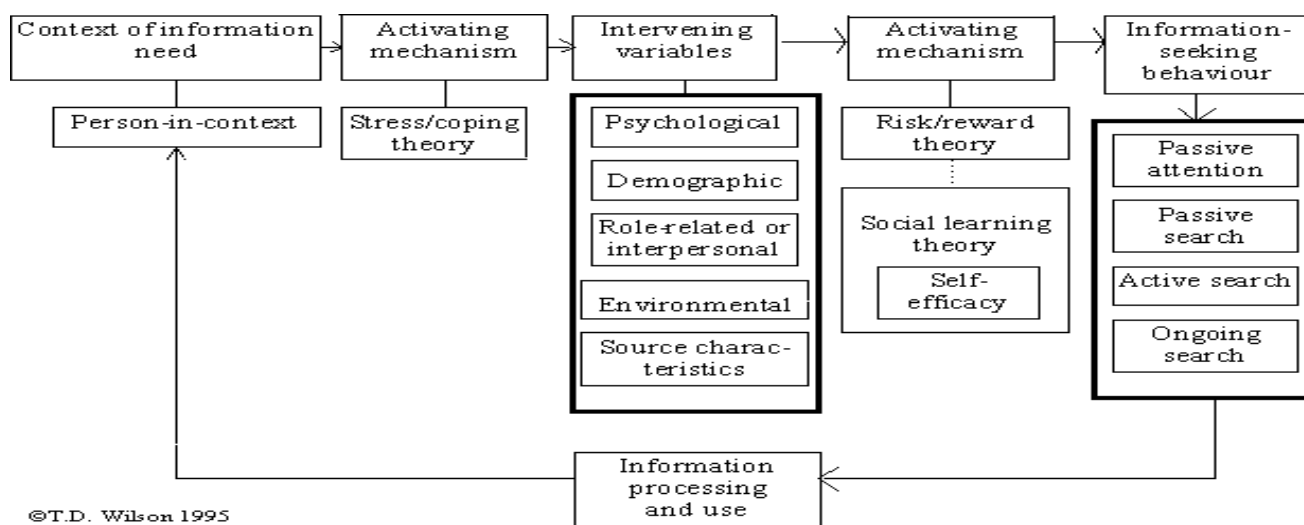 Context of information
need
Activating
mechanism
Intervening
variables
Activating
mechanism
Information-
seeking
behaviour
Person-in-context
Stress/coping
theory
Psychological
Demographic
Role-related or
interpersonal
Environmental
Source charac-
teristics
Risk/reward
theory
Social learning
theory
Self-
efficacy
Passive
attention
Passive
search
Active search
Ongoing
search
Information
processing
and use
©T.D. Wilson 1995